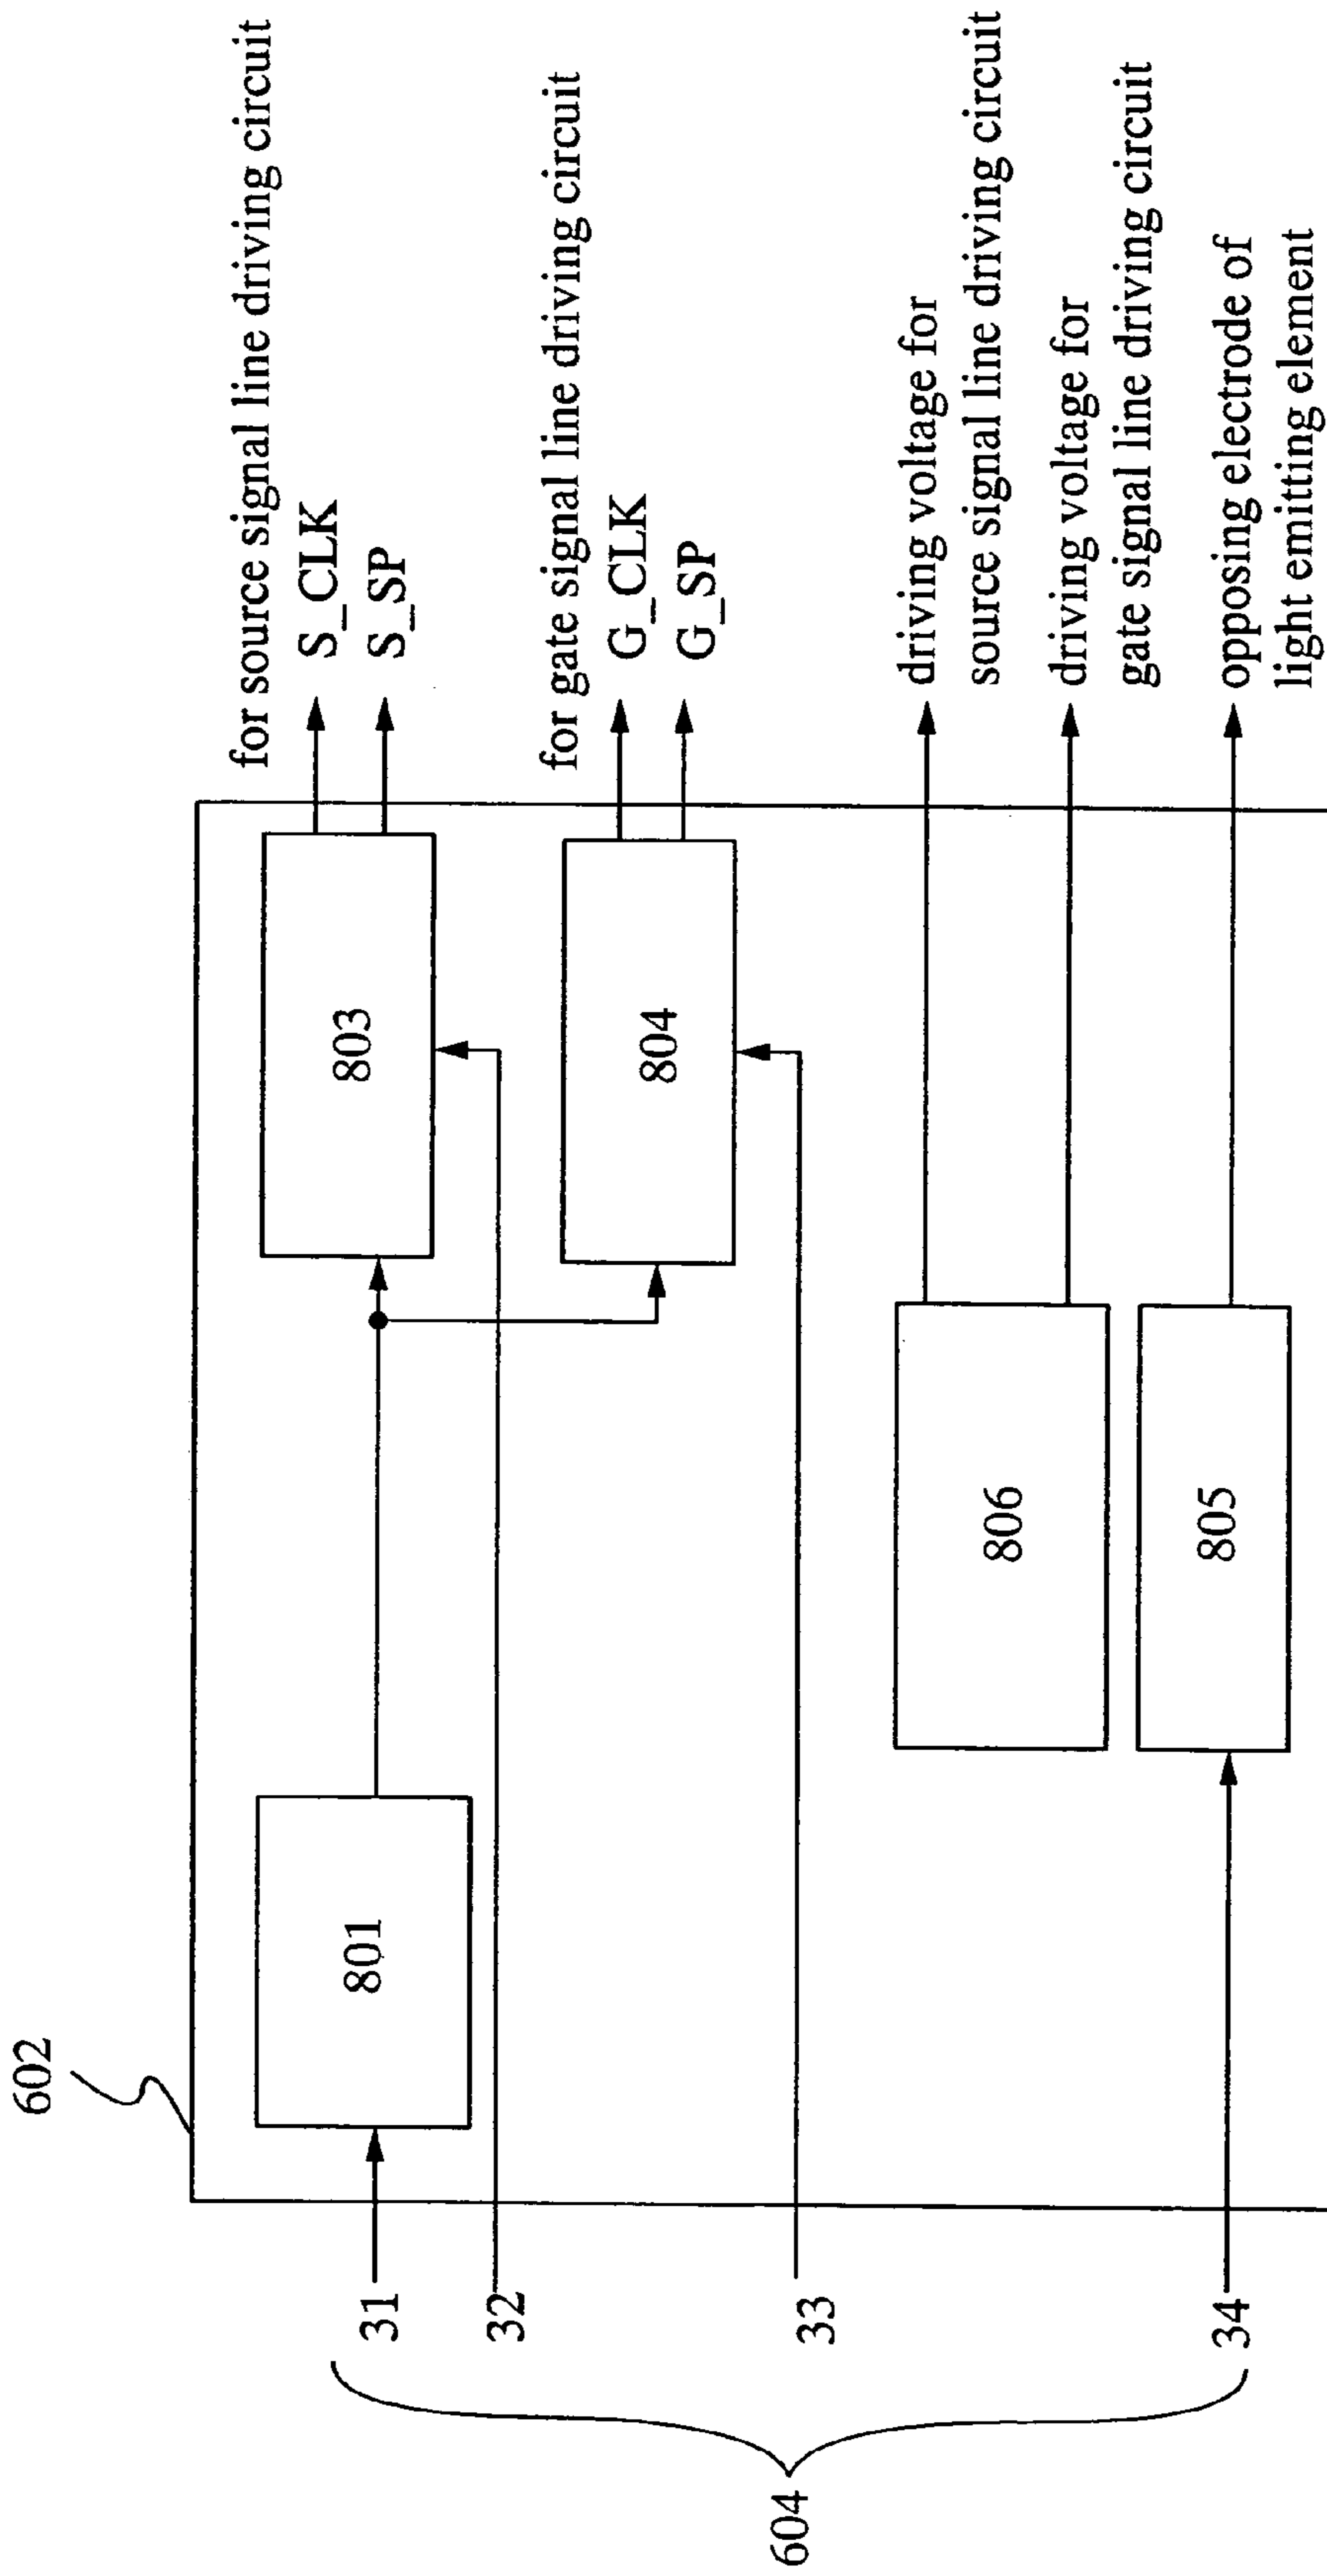 602
for source signal line driving circuit
S_CLK
S_SP
for gate signal line driving circuit
G_CLK
G_SP
801
803
804
31
32
33
34
604
driving voltage for
source signal line driving circuit
driving voltage for
gate signal line driving circuit
opposing electrode of
light emitting element
806
805